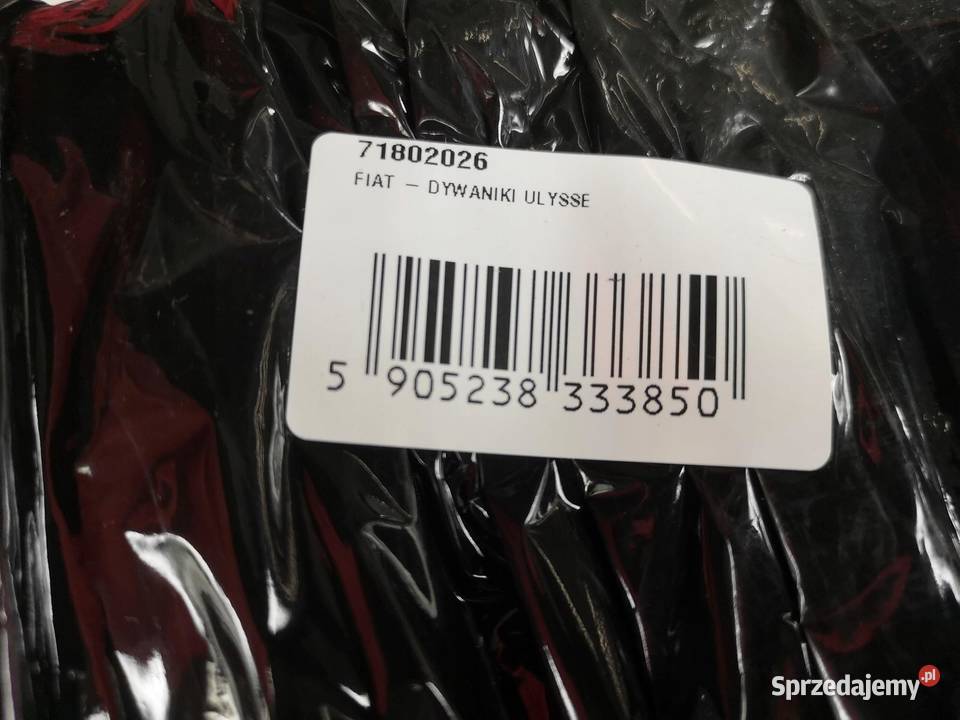 71802026
FIAT – DYWANIKI ULYSSE
5 905238 333850
Sprzedajemy.pl